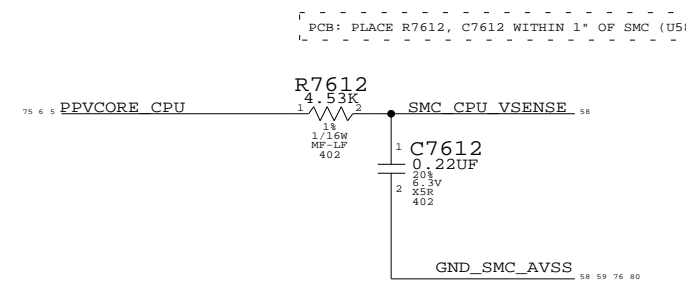 PCB: PLACE R7612, C7612 WITHIN 1" OF SMC (U58
R7612
4.53K
75 6 5 PPVCORE_CPU
1 2
SMC_CPU_VSENSE 58
1%
1/16W
MF-LF
402
1 C7612
0.22UF
20%
6.3V
2 X5R
402
GND_SMC_AVSS 58 59 76 80